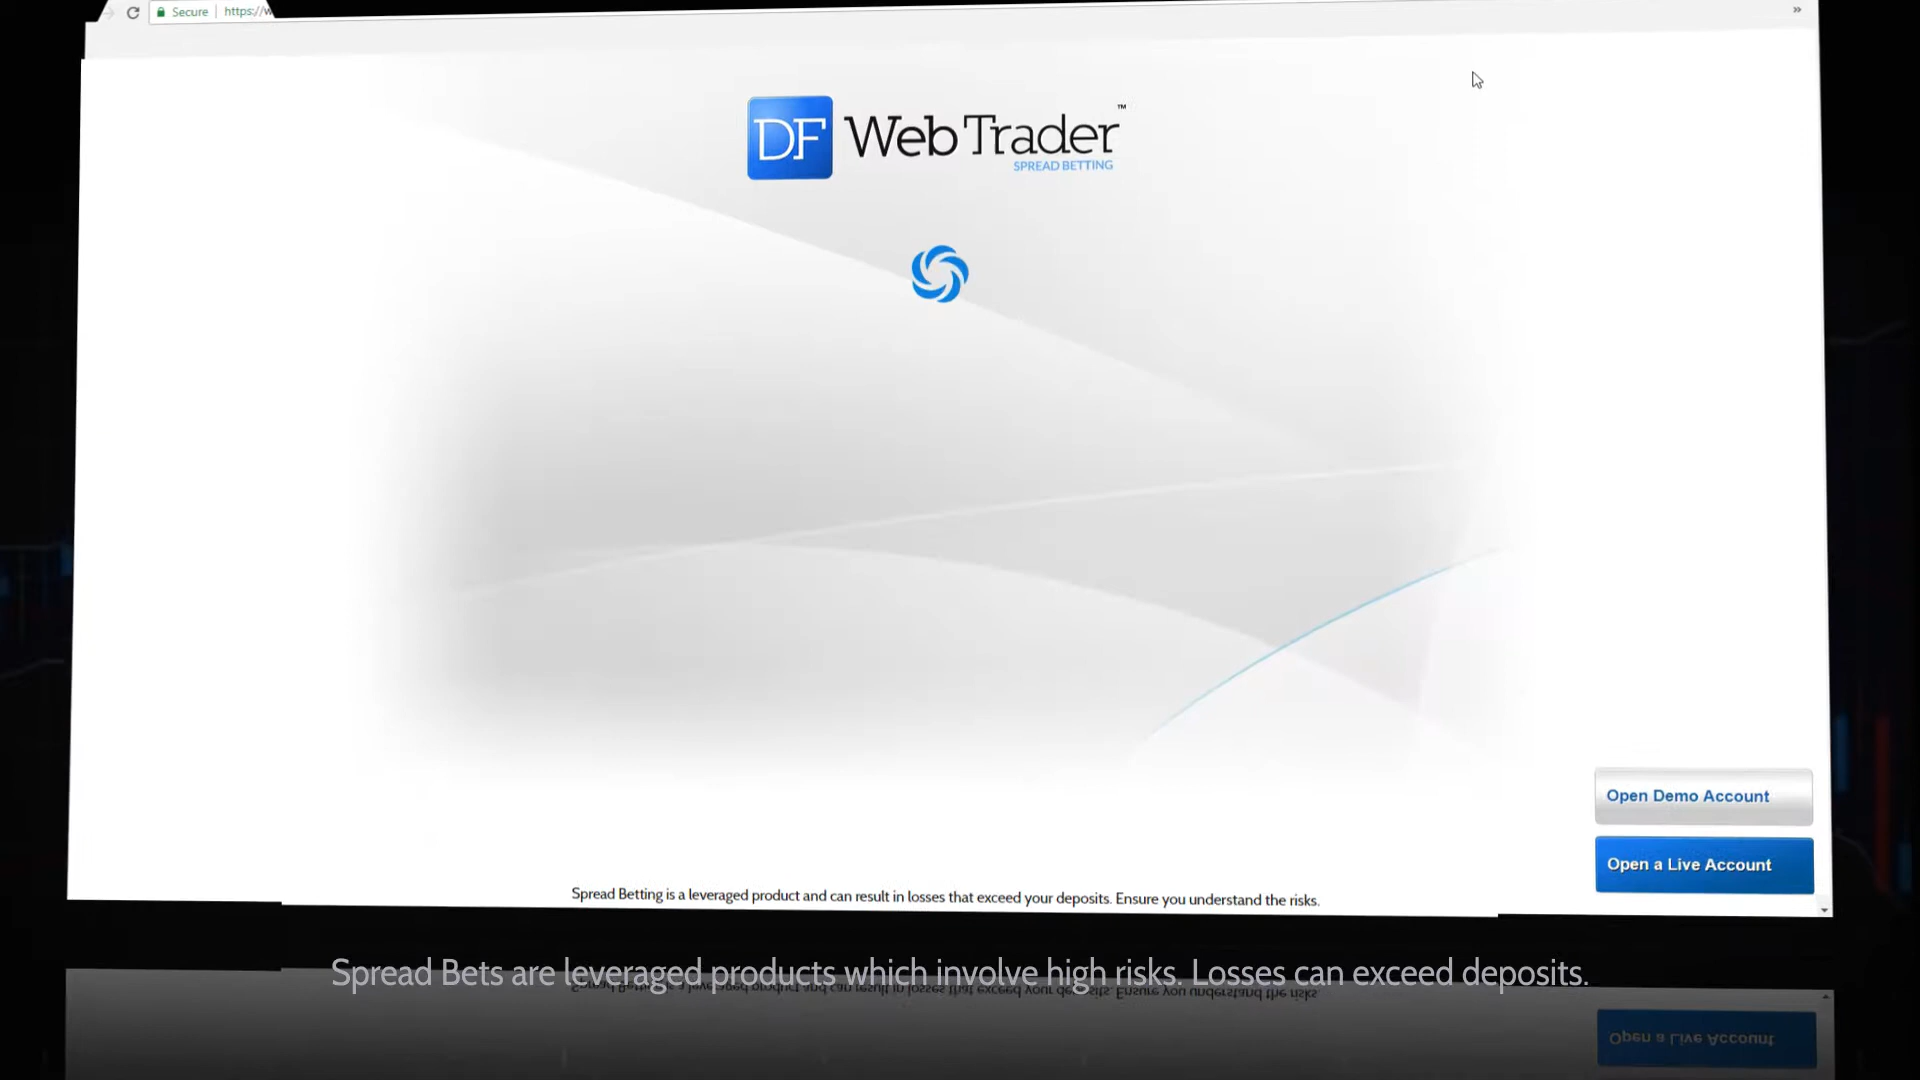 Secure | https://w
»
DF WebTrader™
SPREAD BETTING
Open Demo Account
Open a Live Account
Spread Betting is a leveraged product and can result in losses that exceed your deposits. Ensure you understand the risks.
Spread Bets are leveraged products which involve high risks. Losses can exceed deposits.